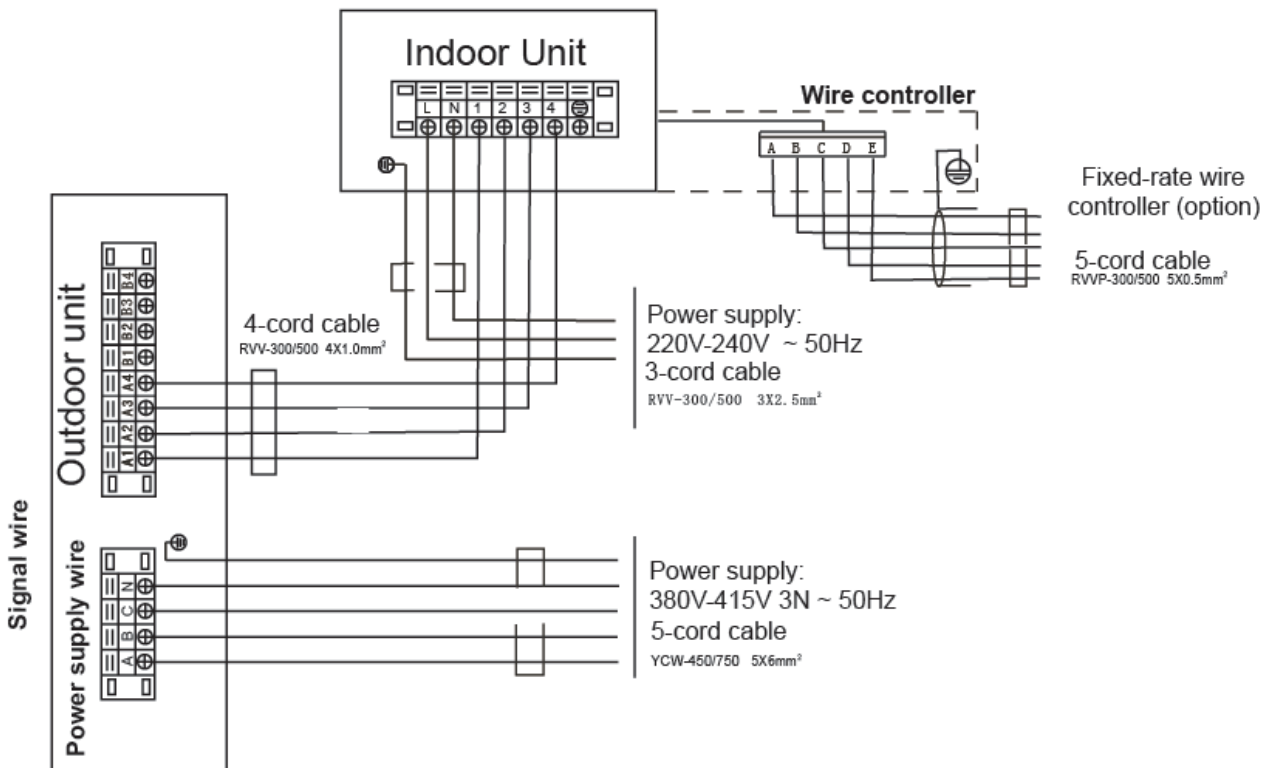 Indoor Unit
L N 1 2 3 4
Wire controller
A B C D E
Fixed-rate wire
controller (option)
5-cord cable
RVVP-300/500 5X0.5mm²
Outdoor unit
B4
B3
B2
B1
A4
A3
A2
A1
4-cord cable
RVV-300/500 4X1.0mm²
Power supply:
220V-240V ~ 50Hz
3-cord cable
RVV-300/500 3X2.5mm²
Signal wire
Power supply wire
N
C
B
A
Power supply:
380V-415V 3N ~ 50Hz
5-cord cable
YCW-450/750 5X6mm²